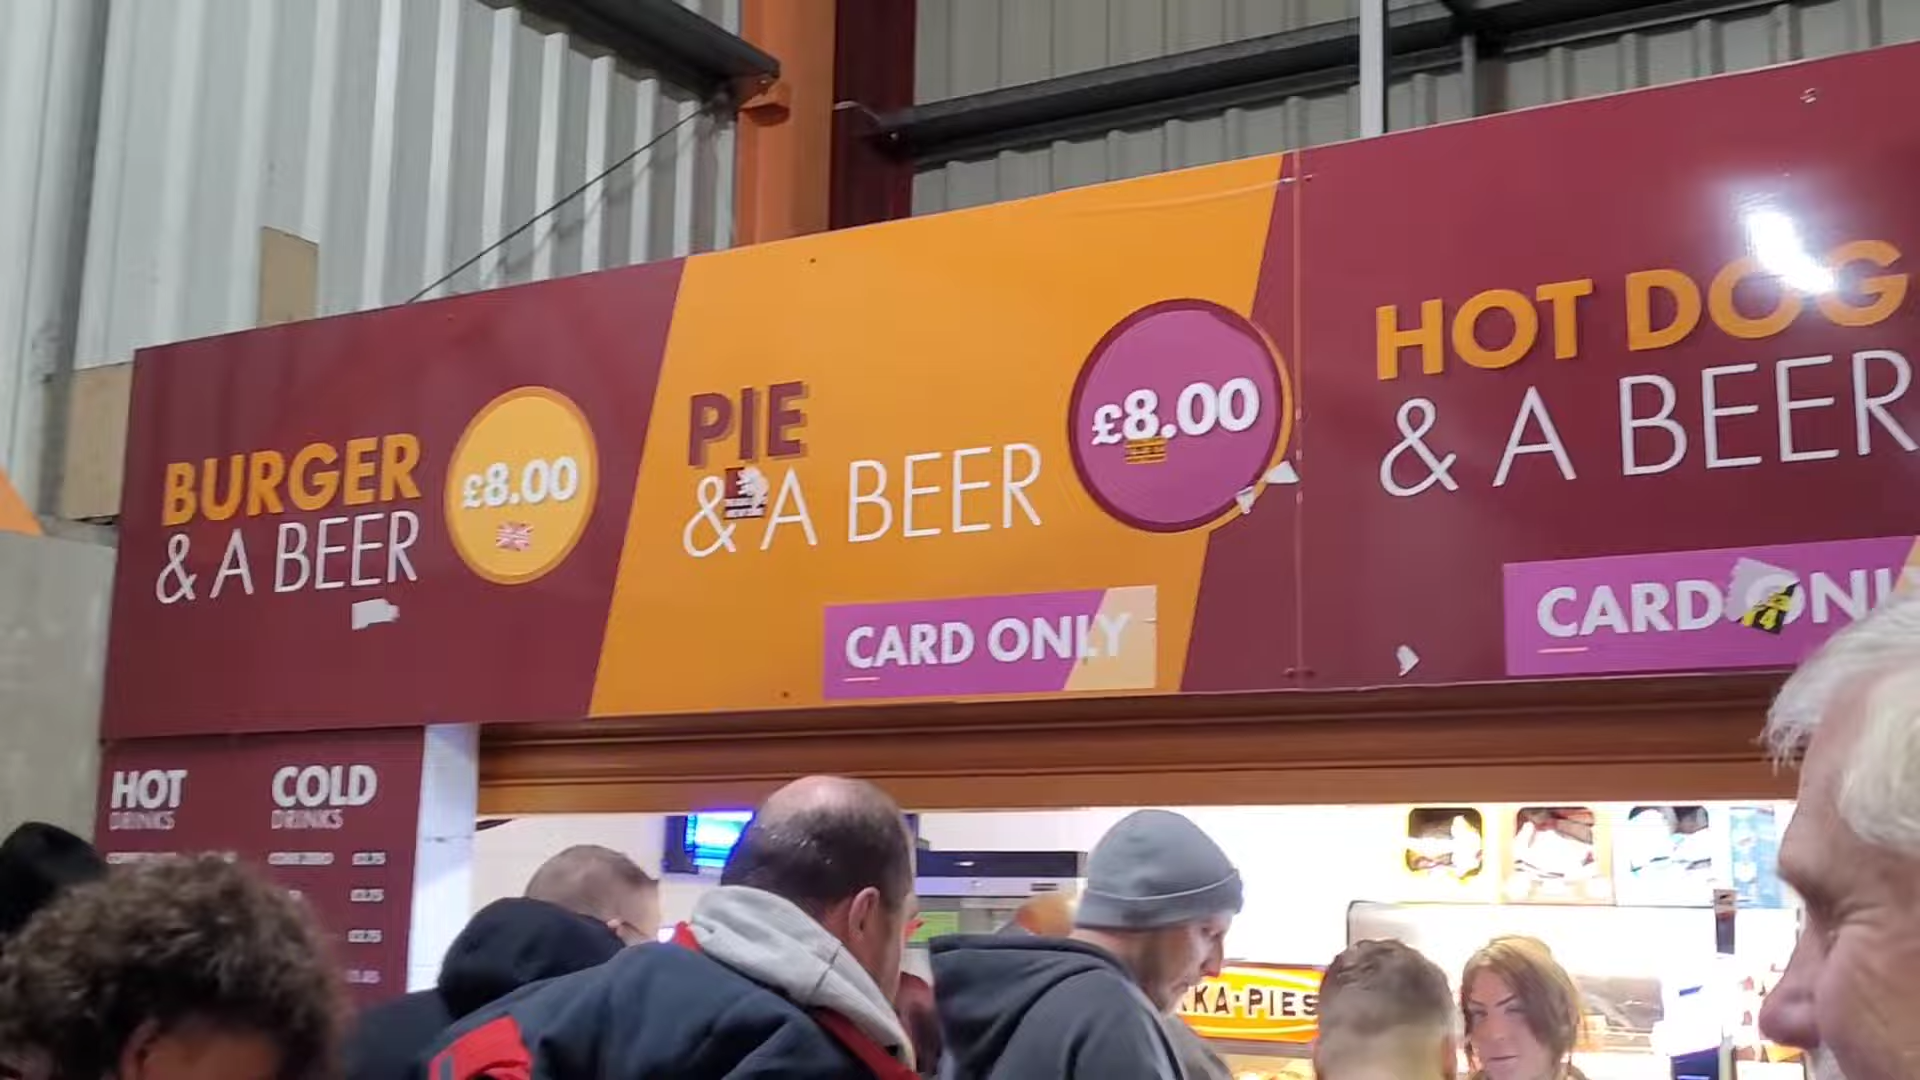 BURGER
& A BEER
£8.00
PIE
& A BEER
£8.00
CARD ONLY
HOT DOG
& A BEER
CARD ONLY
HOT
DRINKS
COLD
DRINKS
KKA-PIES